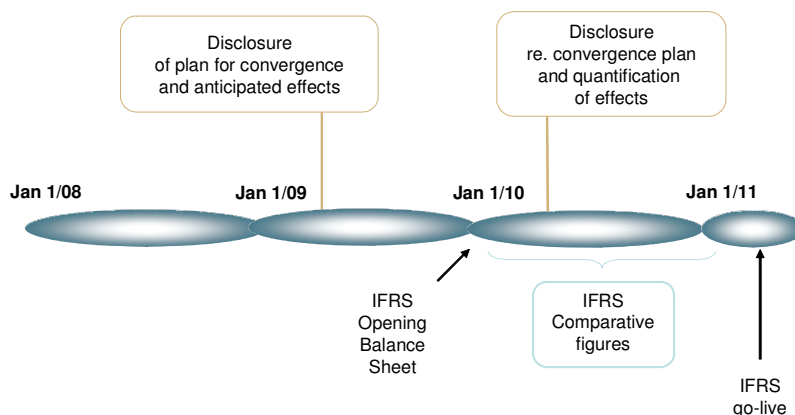 Disclosure
of plan for convergence
and anticipated effects
Disclosure
re. convergence plan
and quantification
of effects
Jan 1/08
Jan 1/09
Jan 1/10
Jan 1/11
IFRS
Opening
Balance
Sheet
IFRS
Comparative
figures
IFRS
go-live